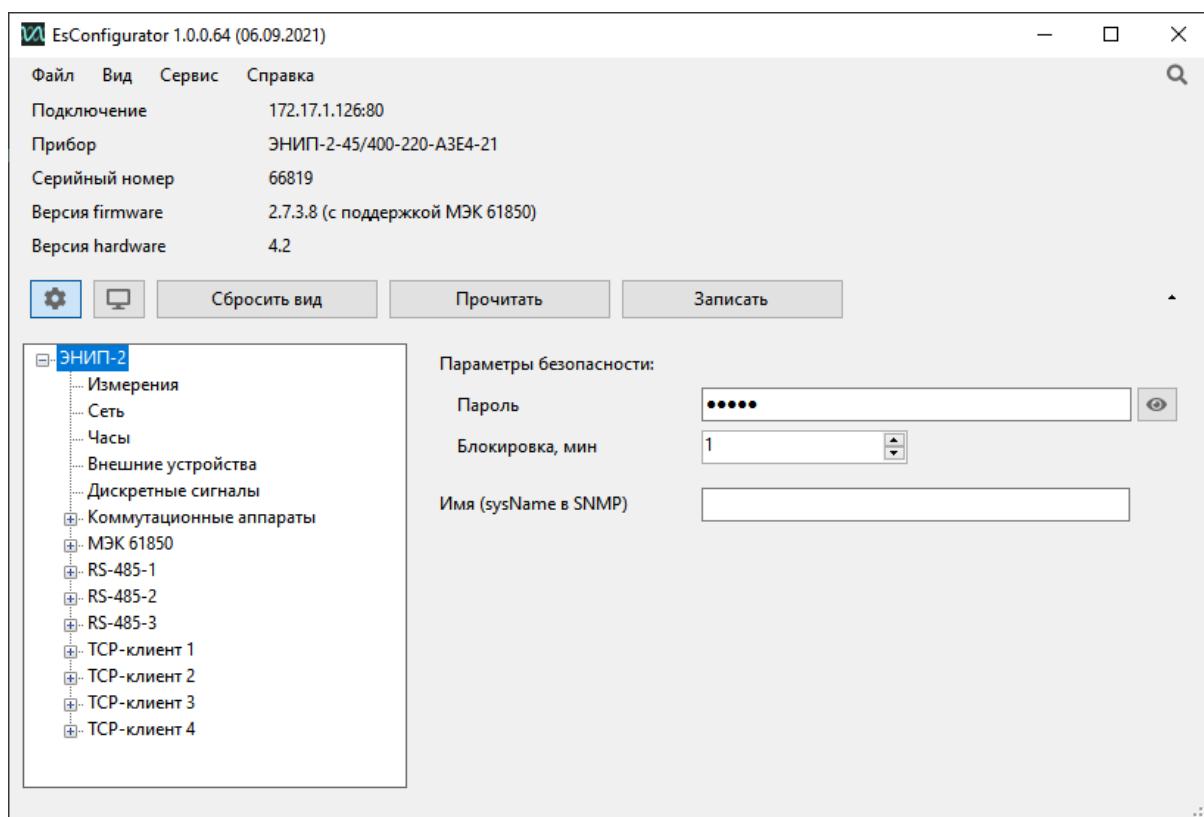 EsConfigurator 1.0.0.64 (06.09.2021)
Файл Вид Сервис Справка
Подключение 172.17.1.126:80
Прибор ЭНИП-2-45/400-220-A3E4-21
Серийный номер 66819
Версия firmware 2.7.3.8 (с поддержкой МЭК 61850)
Версия hardware 4.2
Сбросить вид Прочитать Записать
ЭНИП-2
Измерения
Сеть
Часы
Внешние устройства
Дискретные сигналы
Коммутационные аппараты
МЭК 61850
RS-485-1
RS-485-2
RS-485-3
TCP-клиент 1
TCP-клиент 2
TCP-клиент 3
TCP-клиент 4
Параметры безопасности:
Пароль •••••
Блокировка, мин 1
Имя (sysName в SNMP)